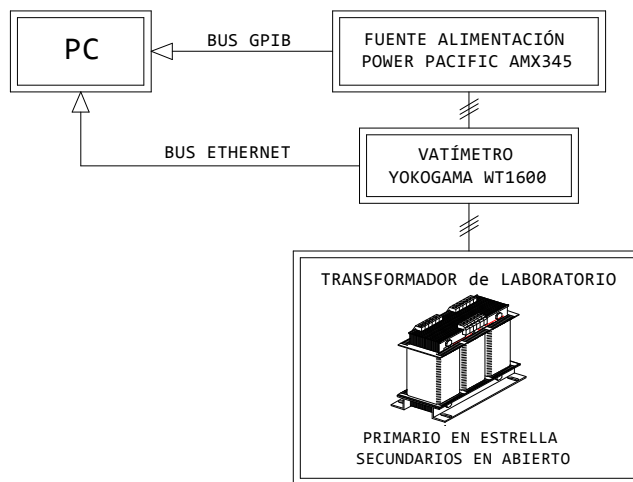 PC
BUS GPIB
FUENTE ALIMENTACIÓN
POWER PACIFIC AMX345
BUS ETHERNET
VATÍMETRO
YOKOGAMA WT1600
TRANSFORMADOR de LABORATORIO
PRIMARIO EN ESTRELLA
SECUNDARIOS EN ABIERTO